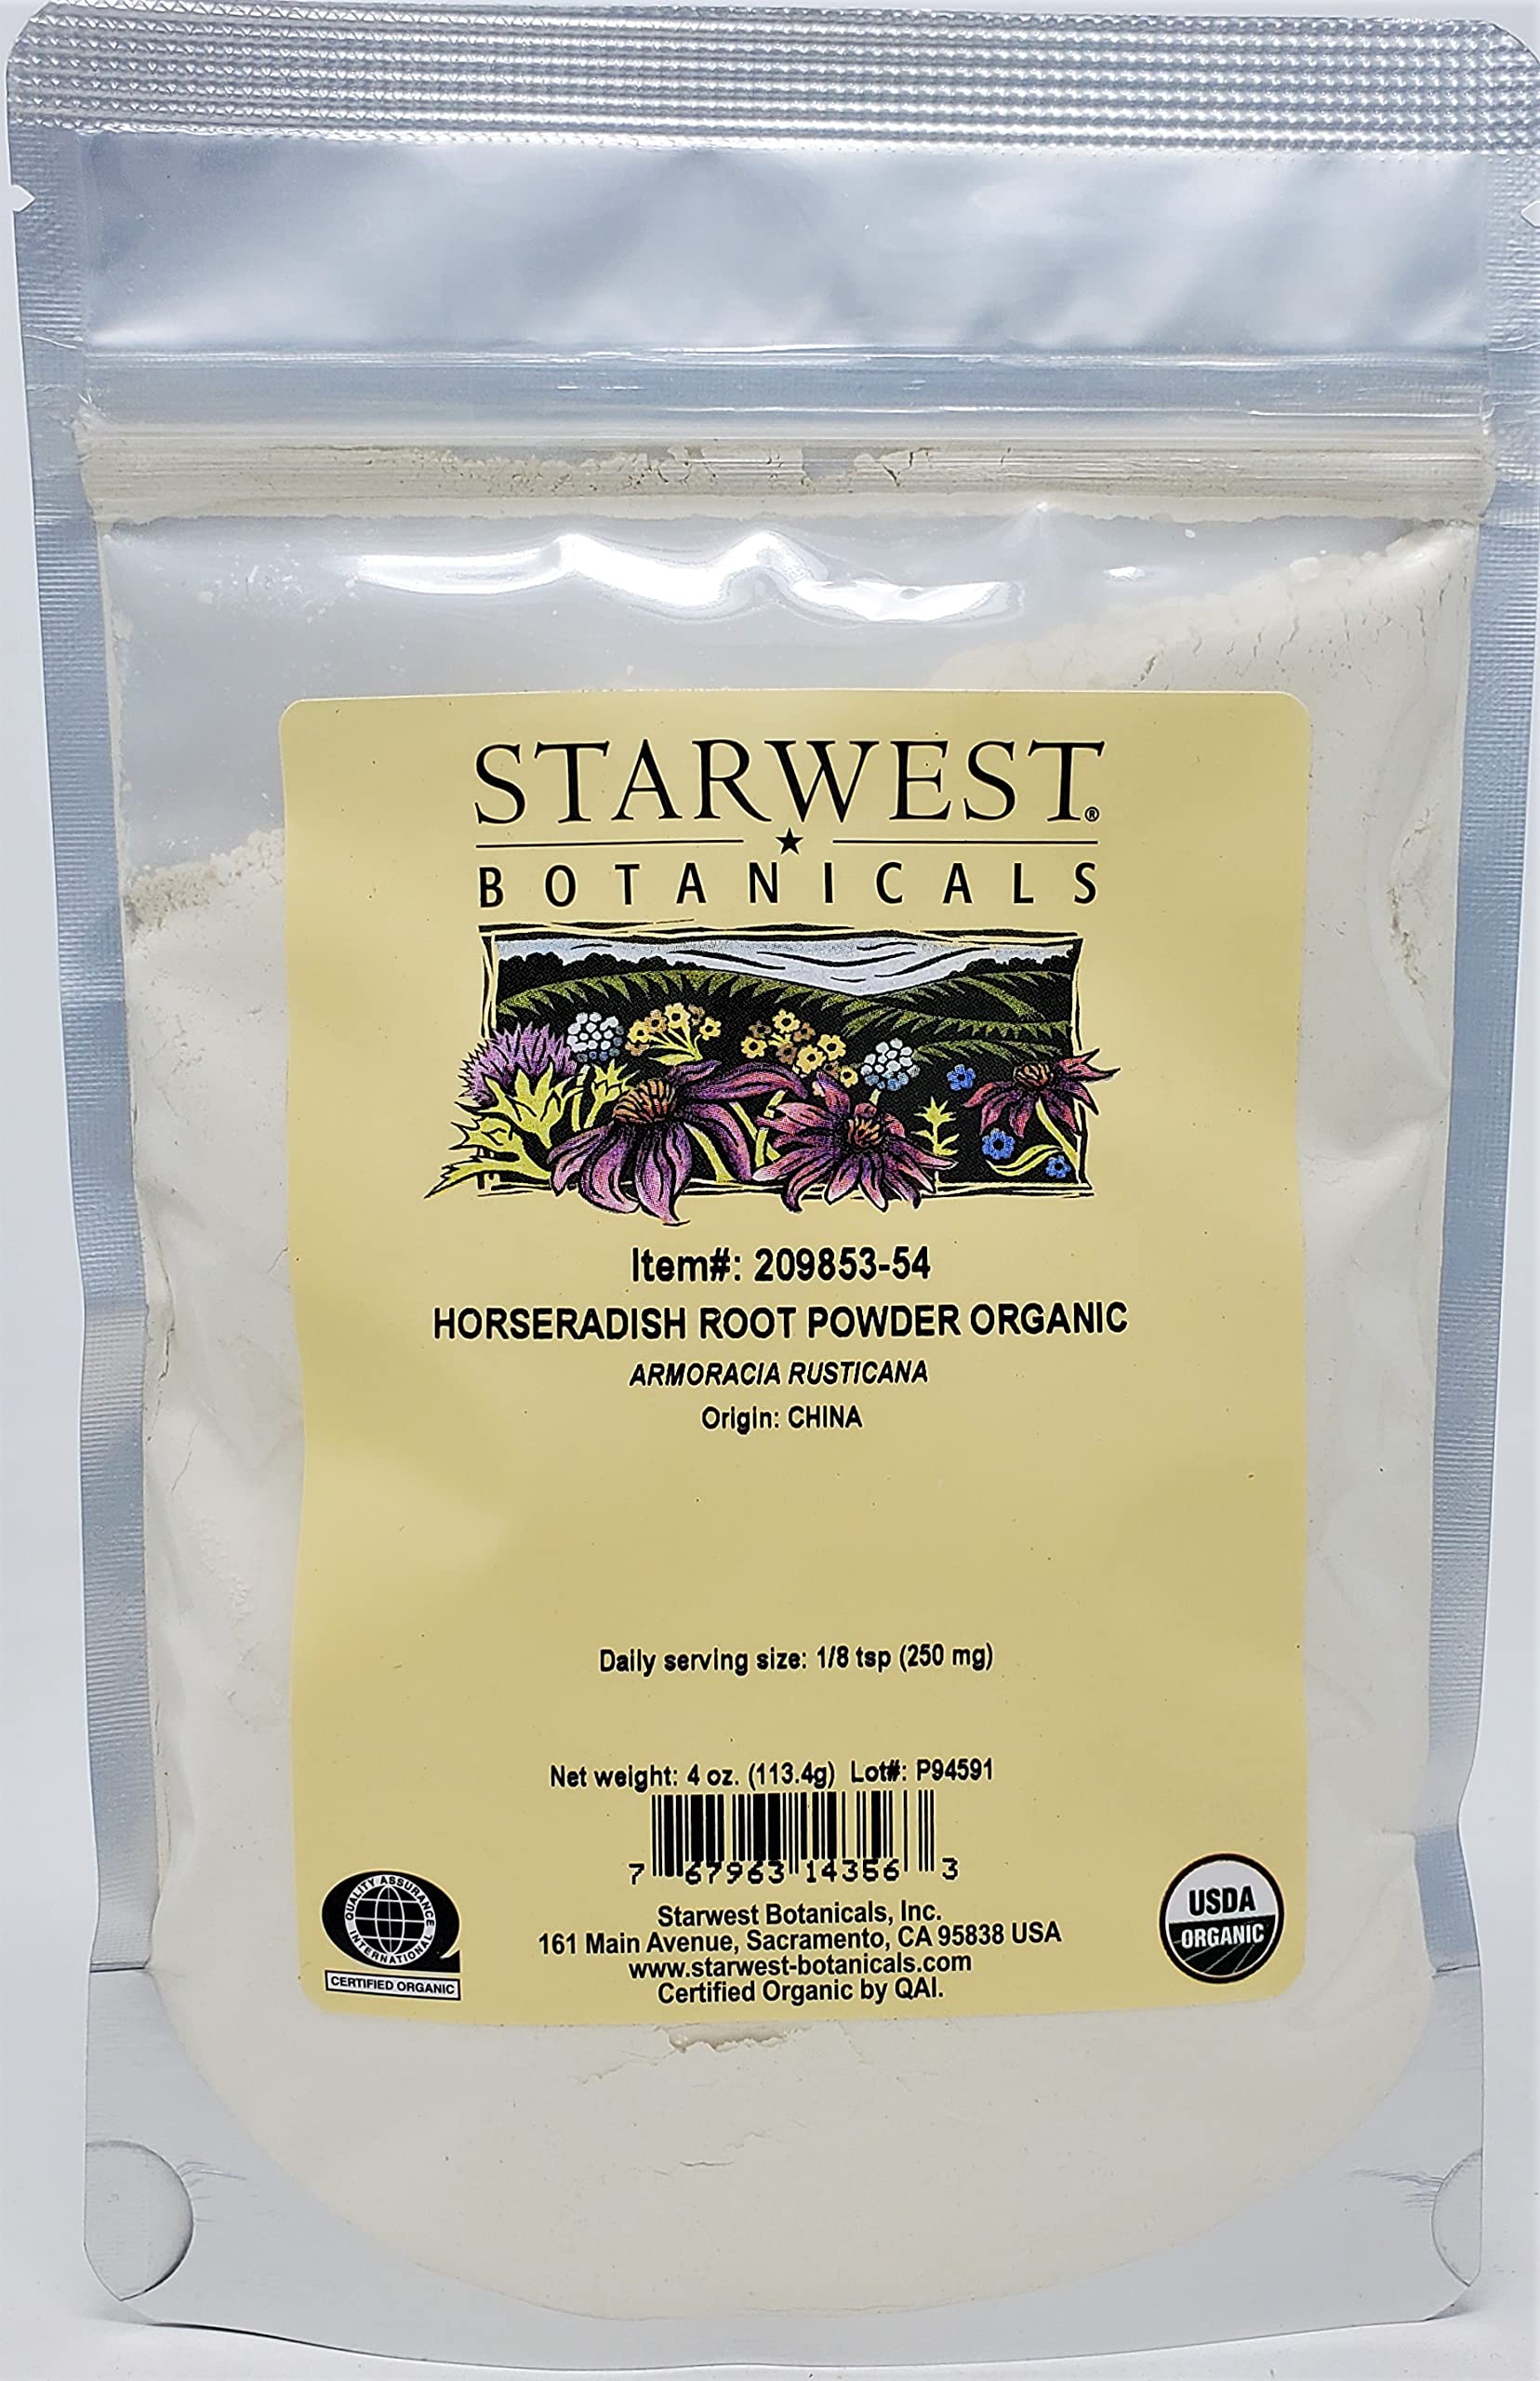 STARWEST®
BOTANICALS
Item#: 209853-54
HORSERADISH ROOT POWDER ORGANIC
ARMORACIA RUSTICANA
Origin: CHINA
Daily serving size: 1/8 tsp (250 mg)
Net weight: 4 oz. (113.4g) Lot#: P94591
7 67963 14356 3
Starwest Botanicals, Inc.
161 Main Avenue, Sacramento, CA 95838 USA
www.starwest-botanicals.com
Certified Organic by QAI.
QUALITY ASSURANCE
INTERNATIONAL
CERTIFIED ORGANIC
USDA
ORGANIC